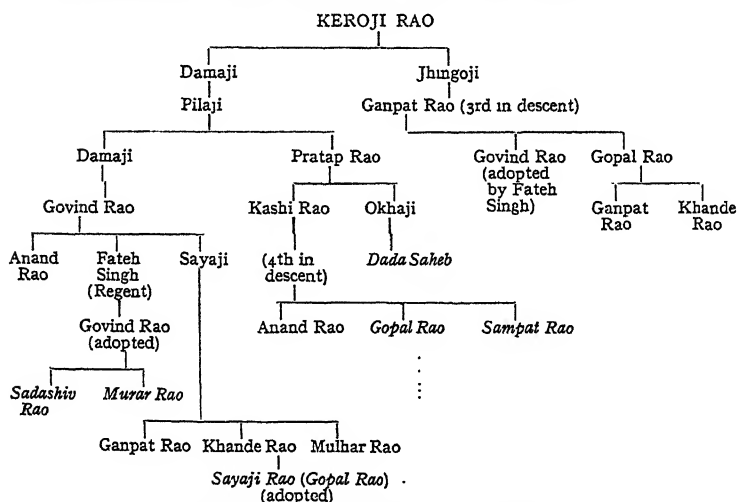 KEROJI RAO
Damaji Jhingoji
Pilaji Ganpat Rao (3rd in descent)
Damaji Pratap Rao Govind Rao Gopal Rao
(adopted
by Fateh
Singh)
Govind Rao Kashi Rao Okhaji Ganpat Khande
Rao Rao
Anand Fateh Sayaji (4th in Dada Saheb
Rao Singh descent)
(Regent)
Govind Rao Anand Rao Gopal Rao Sampat Rao
(adopted)
Sadashiv Murar Rao
Rao
Ganpat Rao Khande Rao Mulhar Rao
Sayaji Rao (Gopal Rao)
(adopted)